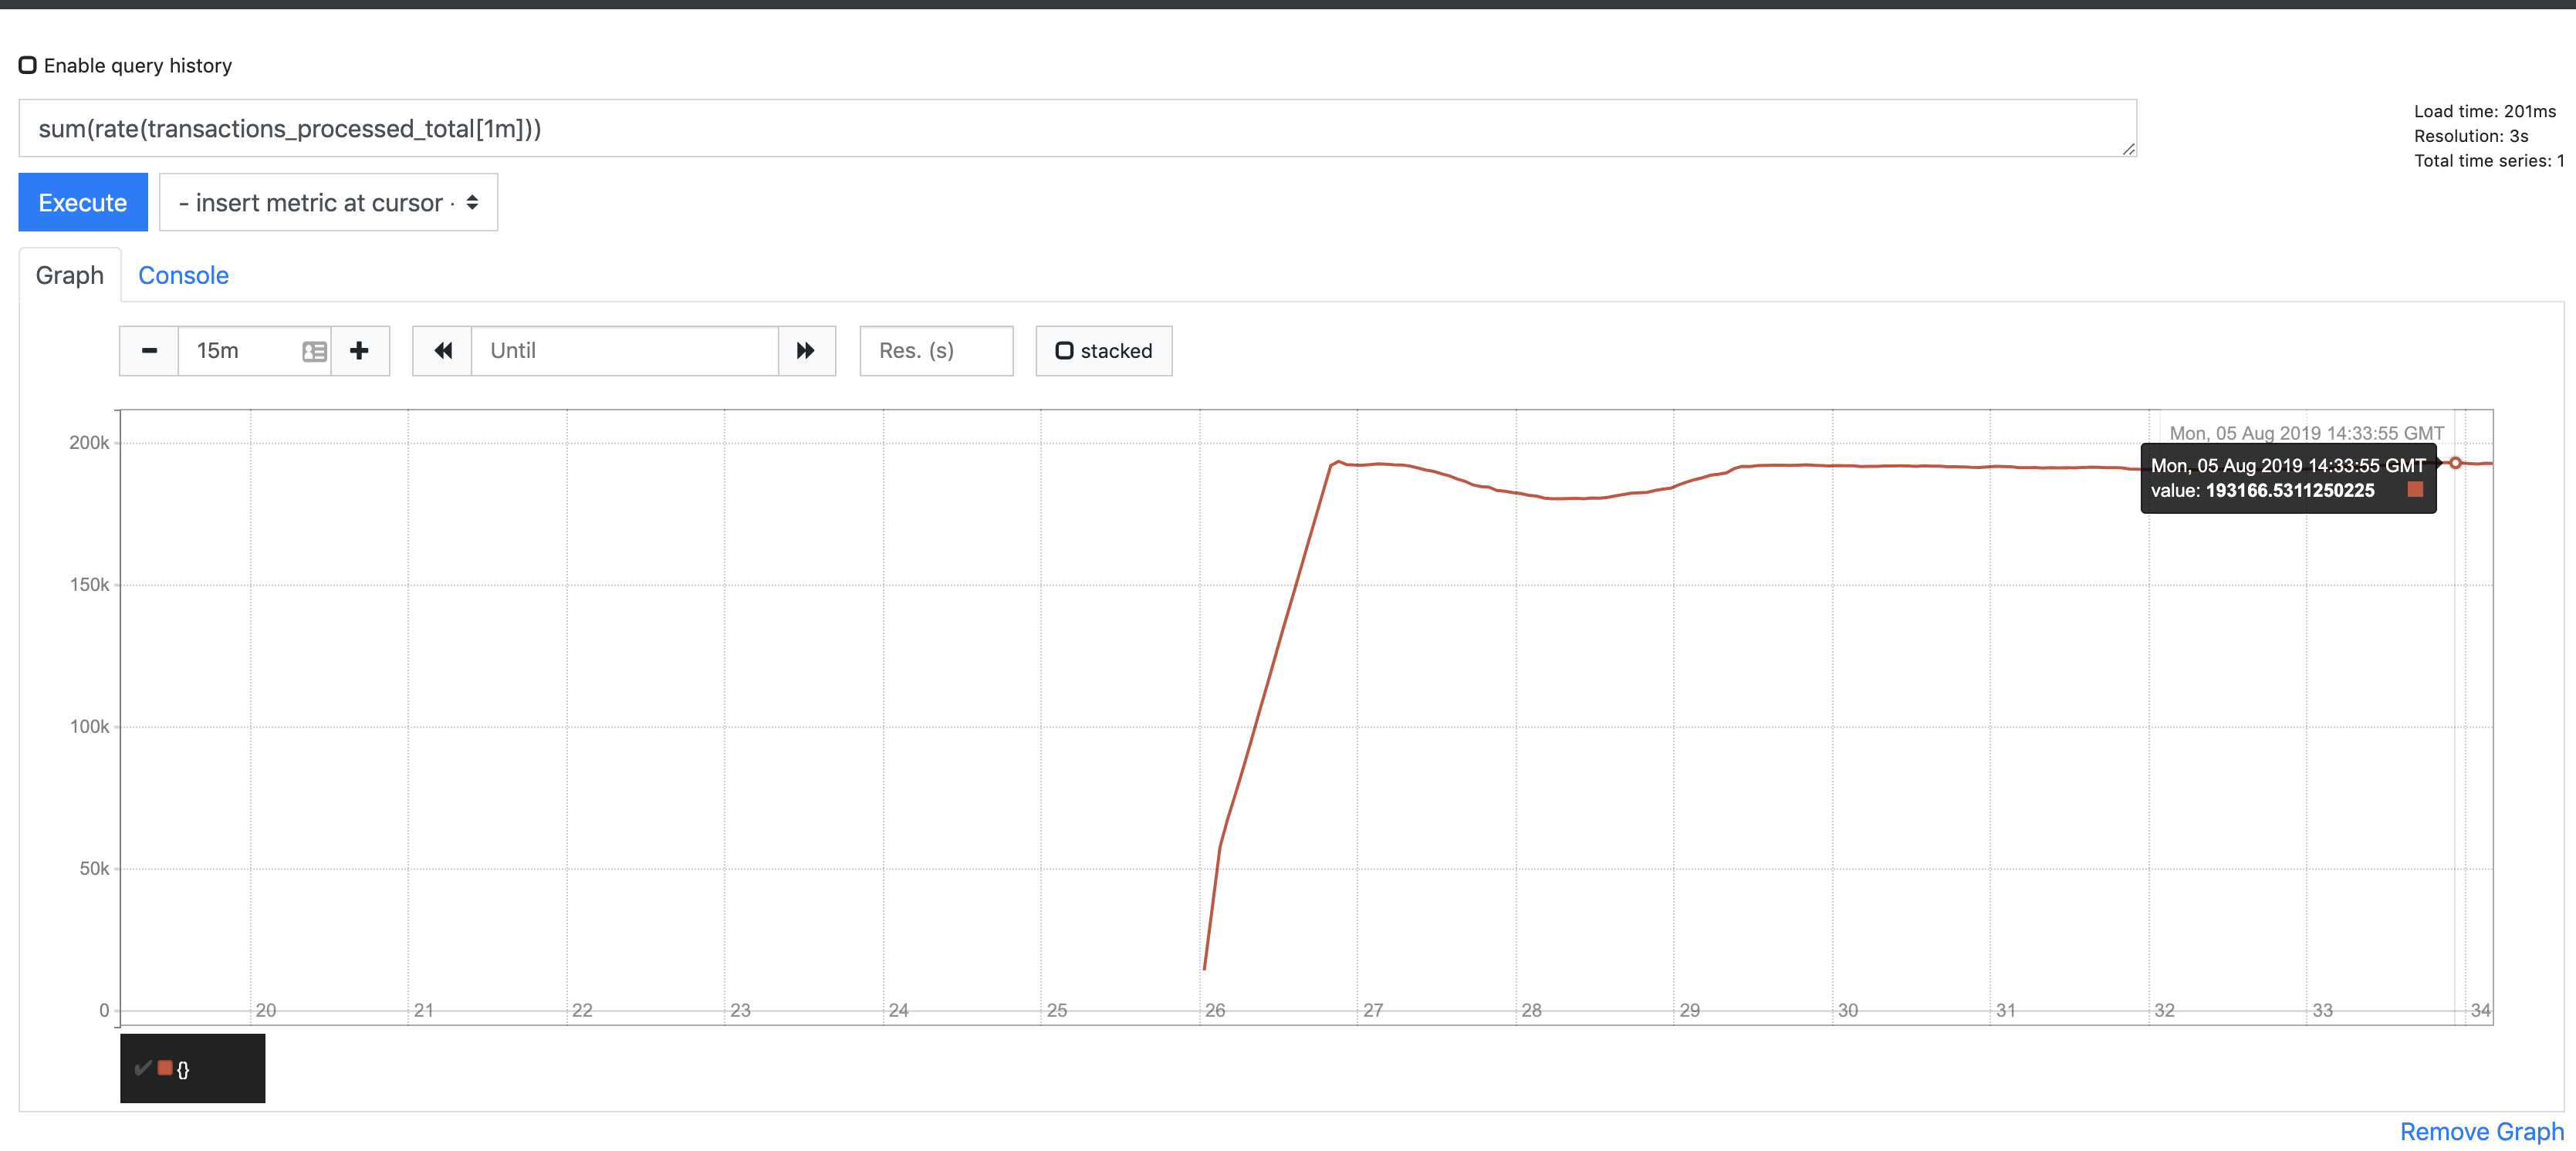 Enable query history
sum(rate(transactions_processed_total[1m]))
Load time: 201ms
Resolution: 3s
Total time series: 1
Execute
- insert metric at cursor -
Graph
Console
15m
Until
Res. (s)
stacked
200k
150k
100k
50k
0
Mon, 05 Aug 2019 14:33:55 GMT
Mon, 05 Aug 2019 14:33:55 GMT
value: 193166.5311250225
20 21 22 23 24 25 26 27 28 29 30 31 32 33 34
{}
Remove Graph